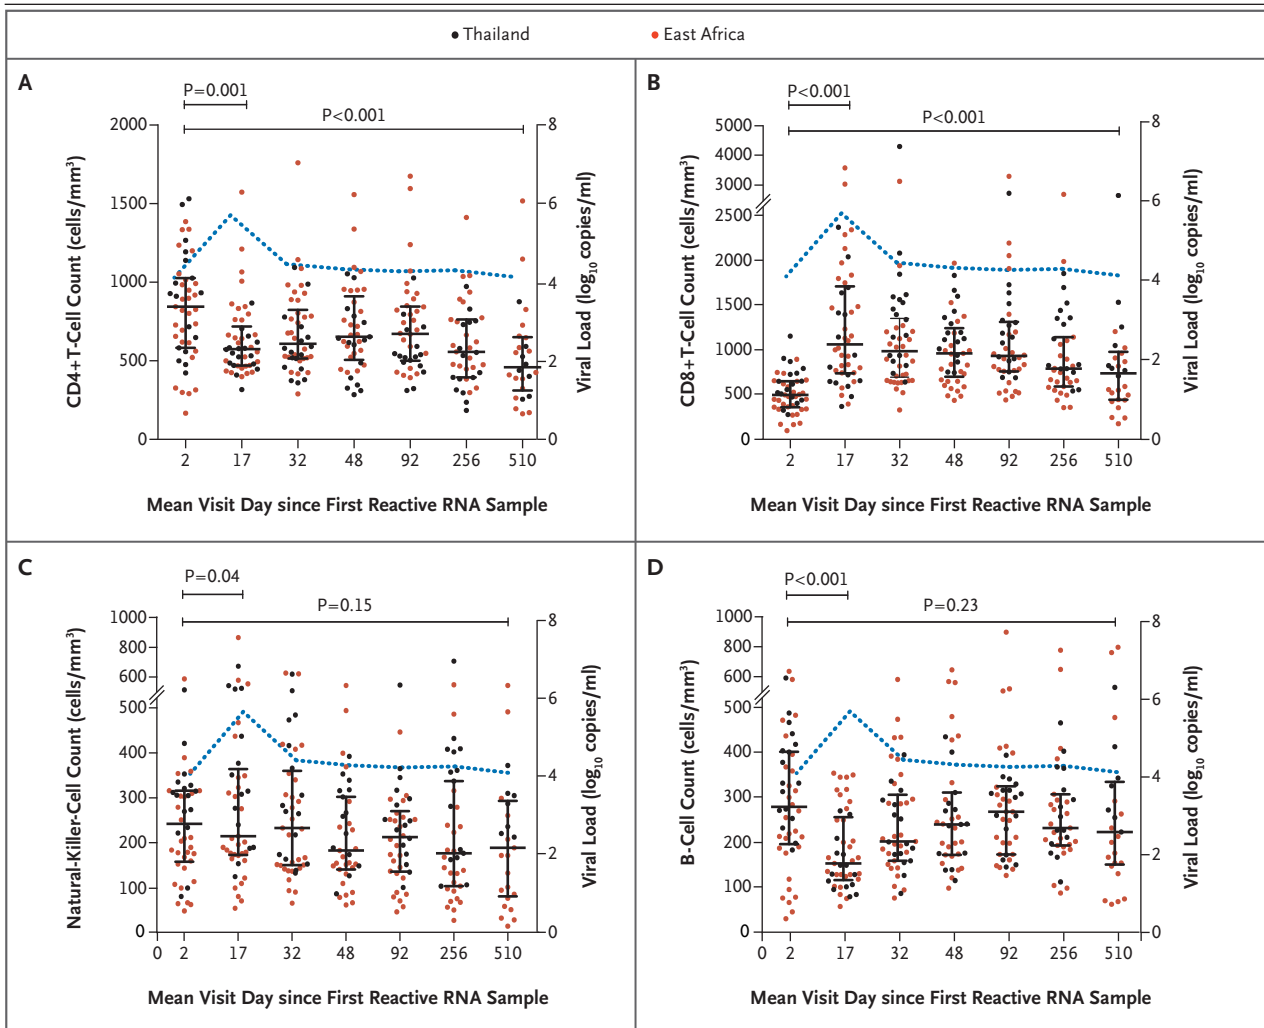 • Thailand • East Africa
A
P=0.001
P<0.001
CD4+ T-Cell Count (cells/mm³)
2000
1500
1000
500
0
8
6
4
2
0
Viral Load (log₁₀ copies/ml)
2 17 32 48 92 256 510
Mean Visit Day since First Reactive RNA Sample
B
P<0.001
P<0.001
CD8+ T-Cell Count (cells/mm³)
5000
4000
3000
2500
2000
1500
1000
500
0
8
6
4
2
0
Viral Load (log₁₀ copies/ml)
2 17 32 48 92 256 510
Mean Visit Day since First Reactive RNA Sample
C
P=0.04
P=0.15
Natural-Killer-Cell Count (cells/mm³)
1000
800
600
500
400
300
200
100
0
8
6
4
2
0
Viral Load (log₁₀ copies/ml)
0 2 17 32 48 92 256 510
Mean Visit Day since First Reactive RNA Sample
D
P<0.001
P=0.23
B-Cell Count (cells/mm³)
1000
800
600
500
400
300
200
100
0
8
6
4
2
0
Viral Load (log₁₀ copies/ml)
0 2 17 32 48 92 256 510
Mean Visit Day since First Reactive RNA Sample